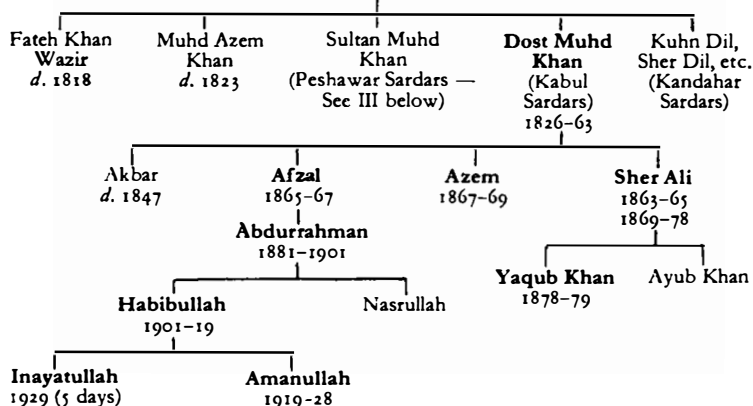 Fateh Khan
Wazir
d. 1818
Muhd Azem
Khan
d. 1823
Sultan Muhd
Khan
(Peshawar Sardars —
See III below)
Dost Muhd
Khan
(Kabul
Sardars)
1826–63
Kuhn Dil,
Sher Dil, etc.
(Kandahar
Sardars)
Akbar
d. 1847
Afzal
1865–67
Azem
1867–69
Sher Ali
1863–65
1869–78
Abdurrahman
1881–1901
Yaqub Khan
1878–79
Ayub Khan
Habibullah
1901–19
Nasrullah
Inayatullah
1929 (5 days)
Amanullah
1919–28